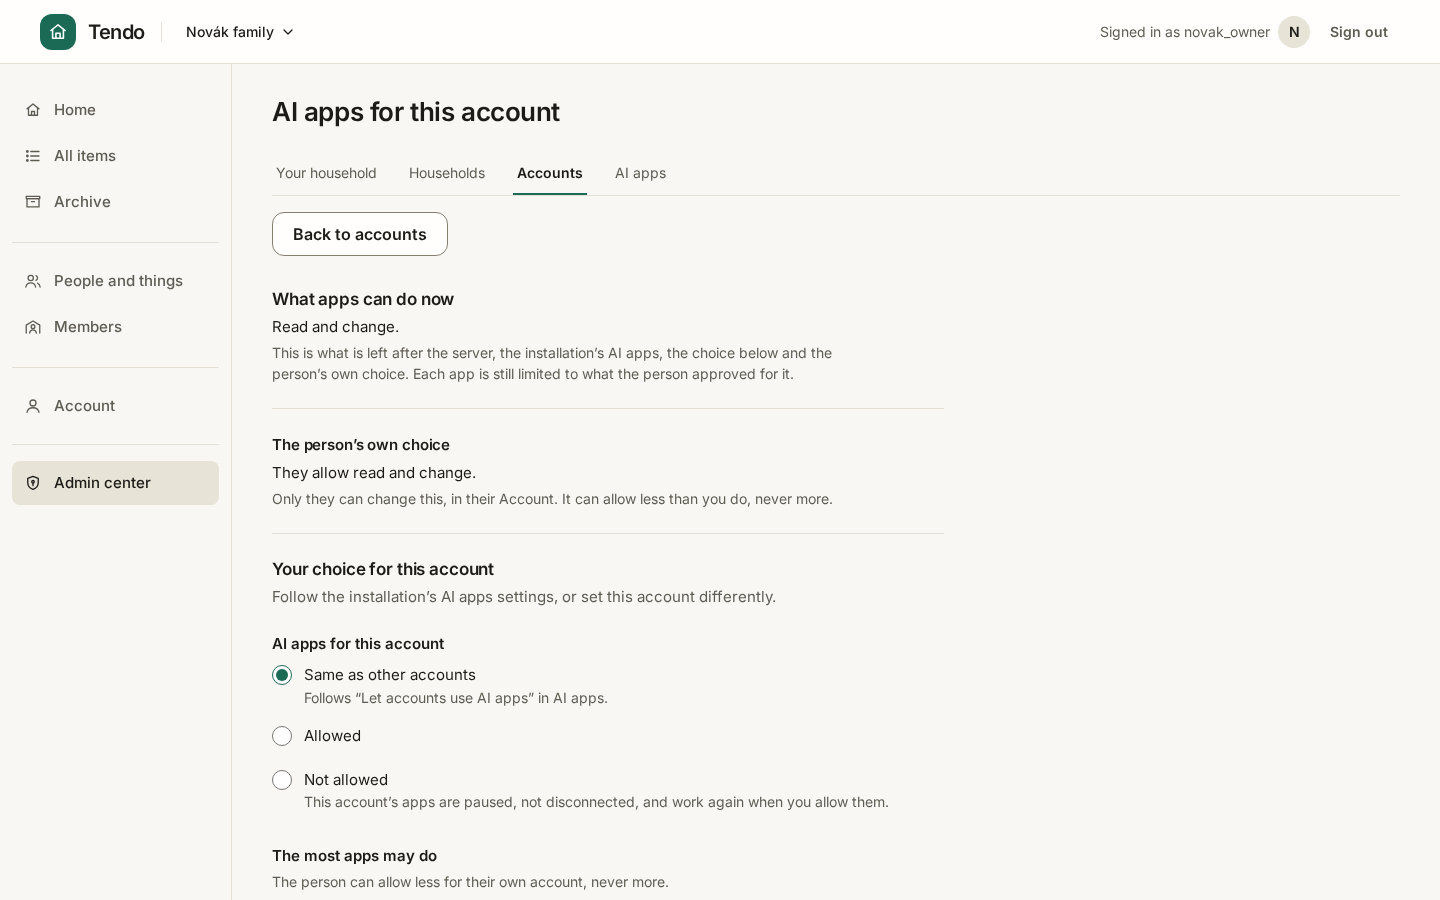 Tendo
Novák family
Signed in as novak_owner
N
Sign out
Home
All items
Archive
People and things
Members
Account
Admin center
AI apps for this account
Your household
Households
Accounts
AI apps
Back to accounts
What apps can do now
Read and change.
This is what is left after the server, the installation’s AI apps, the choice below and the
person’s own choice. Each app is still limited to what the person approved for it.
The person’s own choice
They allow read and change.
Only they can change this, in their Account. It can allow less than you do, never more.
Your choice for this account
Follow the installation’s AI apps settings, or set this account differently.
AI apps for this account
Same as other accounts
Follows “Let accounts use AI apps” in AI apps.
Allowed
Not allowed
This account’s apps are paused, not disconnected, and work again when you allow them.
The most apps may do
The person can allow less for their own account, never more.